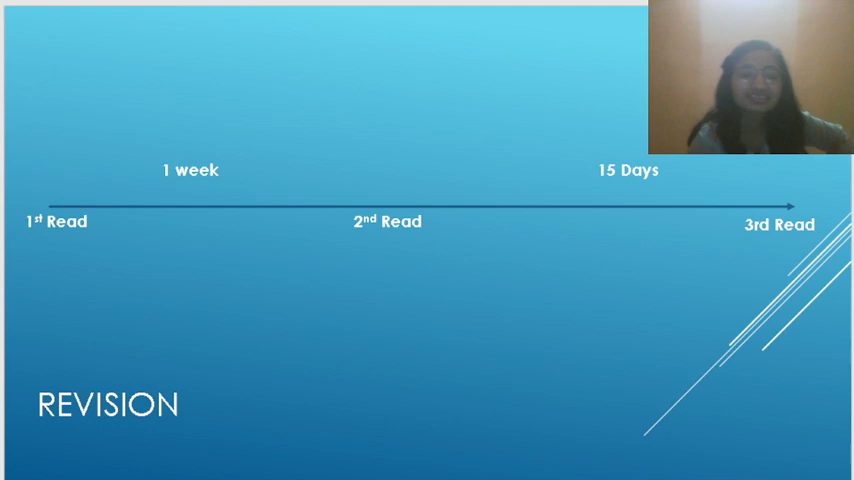 1 week
15 Days
1st Read
2nd Read
3rd Read
REVISION